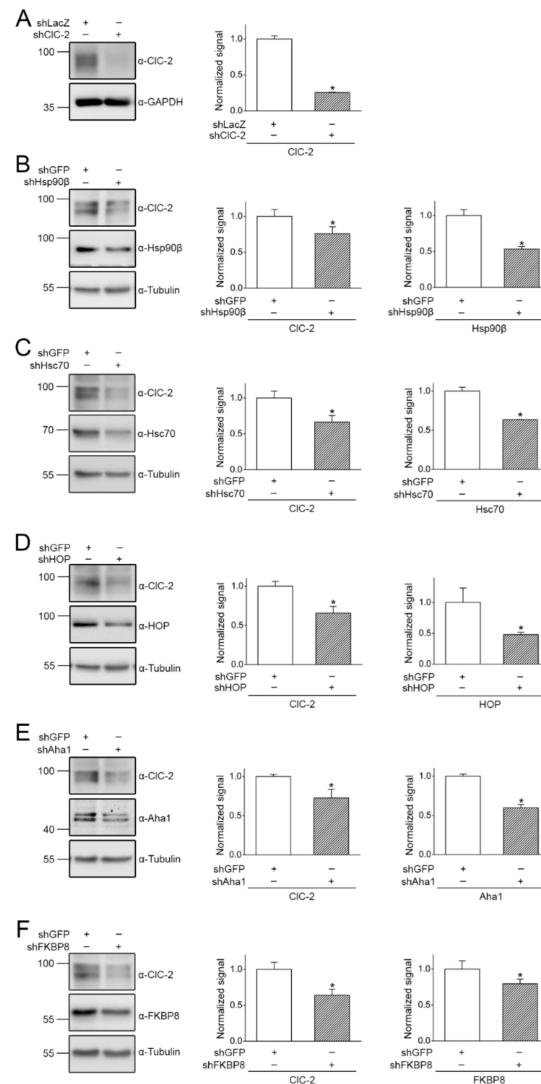 A
shLacZ + –
shClC-2 – +
100
α-ClC-2
35
α-GAPDH
Normalized signal
1.0
0.5
0.0
shLacZ + –
shClC-2 – +
ClC-2
B
shGFP + –
shHsp90β – +
100
α-ClC-2
100
α-Hsp90β
55
α-Tubulin
Normalized signal
1.0
0.5
0.0
*
shGFP + –
shHsp90β – +
ClC-2
Normalized signal
1.0
0.5
0.0
*
shGFP + –
shHsp90β – +
Hsp90β
C
shGFP + –
shHsc70 – +
100
α-ClC-2
70
α-Hsc70
55
α-Tubulin
Normalized signal
1.0
0.5
0.0
*
shGFP + –
shHsc70 – +
ClC-2
Normalized signal
1.0
0.5
0.0
*
shGFP + –
shHsc70 – +
Hsc70
D
shGFP + –
shHOP – +
100
α-ClC-2
100
α-HOP
55
α-Tubulin
Normalized signal
1.0
0.5
0.0
*
shGFP + –
shHOP – +
ClC-2
Normalized signal
1.0
0.5
0.0
*
shGFP + –
shHOP – +
HOP
E
shGFP + –
shAha1 – +
100
α-ClC-2
40
α-Aha1
55
α-Tubulin
Normalized signal
1.0
0.5
0.0
*
shGFP + –
shAha1 – +
ClC-2
Normalized signal
1.0
0.5
0.0
*
shGFP + –
shAha1 – +
Aha1
F
shGFP + –
shFKBP8 – +
100
α-ClC-2
55
α-FKBP8
55
α-Tubulin
Normalized signal
1.0
0.5
0.0
*
shGFP + –
shFKBP8 – +
ClC-2
Normalized signal
1.0
0.5
0.0
*
shGFP + –
shFKBP8 – +
FKBP8